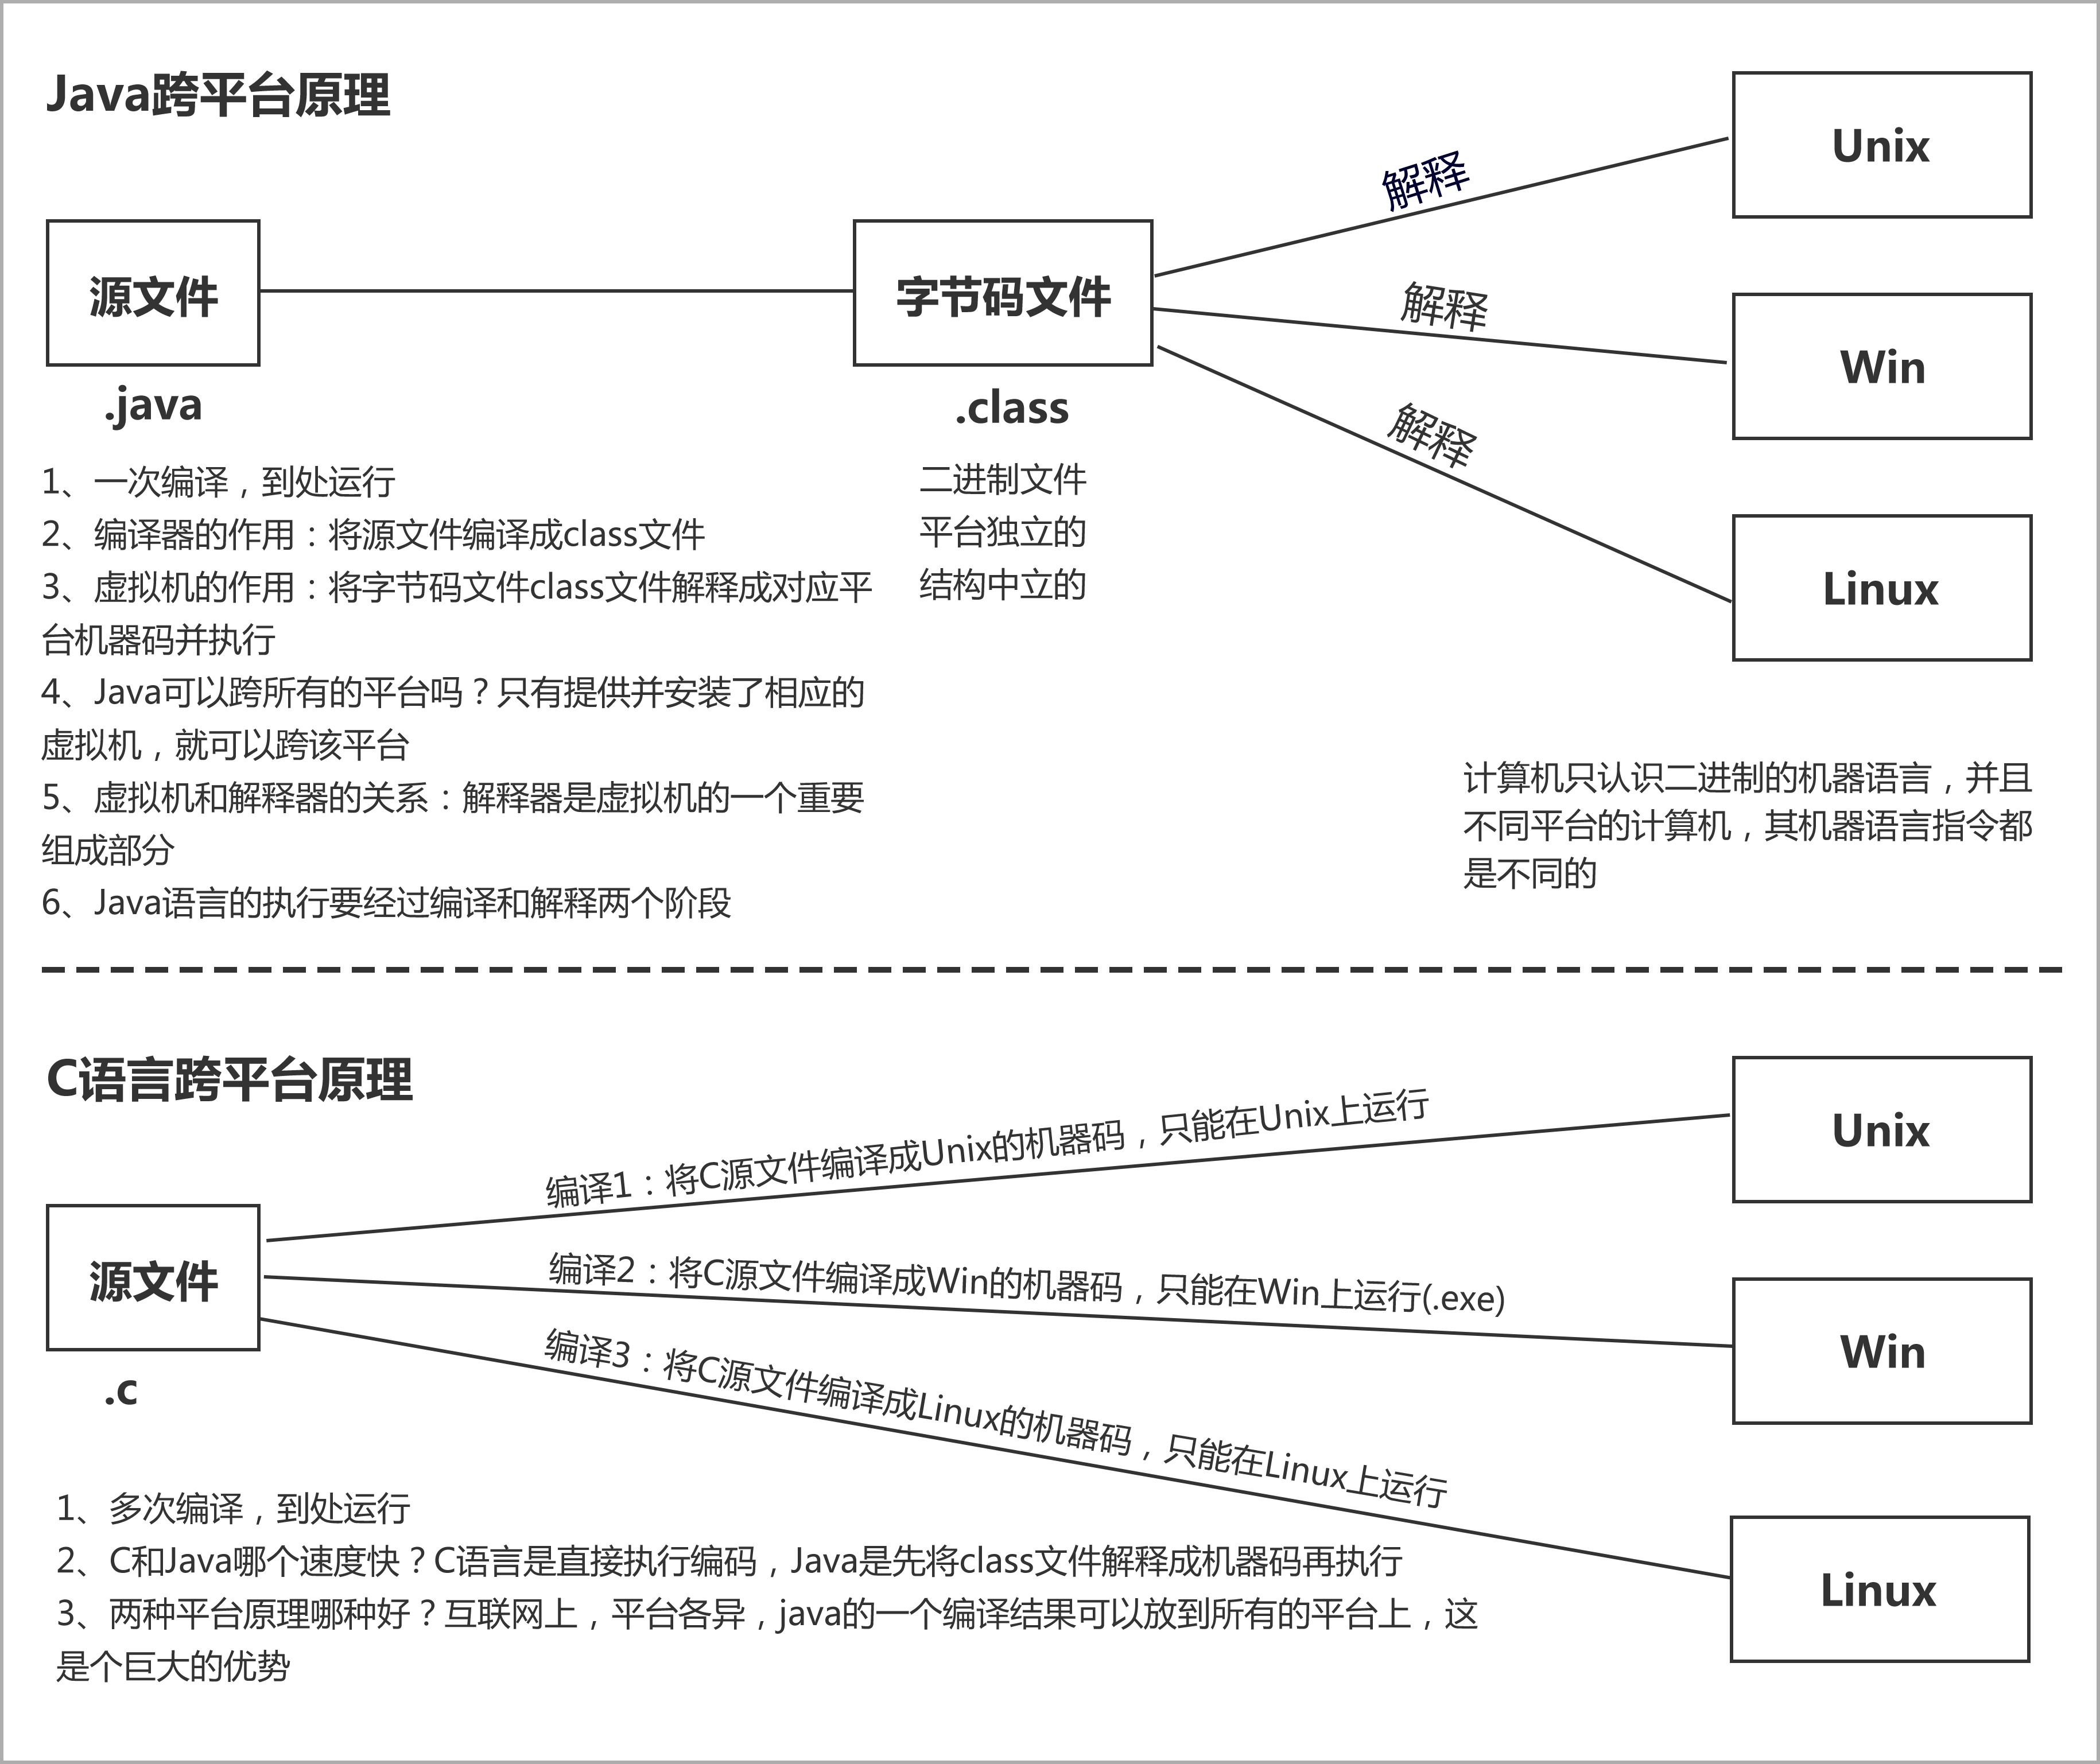 Java跨平台原理
Unix
解释
源文件
字节码文件
解释
Win
.java
.class
解释
1、一次编译，到处运行
二进制文件
2、编译器的作用：将源文件编译成class文件
平台独立的
Linux
3、虚拟机的作用：将字节码文件class文件解释成对应平
结构中立的
台机器码并执行
4、Java可以跨所有的平台吗？只有提供并安装了相应的
虚拟机，就可以跨该平台
5、虚拟机和解释器的关系：解释器是虚拟机的一个重要
组成部分
6、Java语言的执行要经过编译和解释两个阶段
计算机只认识二进制的机器语言，并且
不同平台的计算机，其机器语言指令都
是不同的
C语言跨平台原理
Unix
编译1：将C源文件编译成Unix的机器码，只能在Unix上运行
源文件
编译2：将C源文件编译成Win的机器码，只能在Win上运行(.exe)
Win
.c
编译3：将C源文件编译成Linux的机器码，只能在Linux上运行
Linux
1、多次编译，到处运行
2、C和Java哪个速度快？C语言是直接执行编码，Java是先将class文件解释成机器码再执行
3、两种平台原理哪种好？互联网上，平台各异，java的一个编译结果可以放到所有的平台上，这
是个巨大的优势